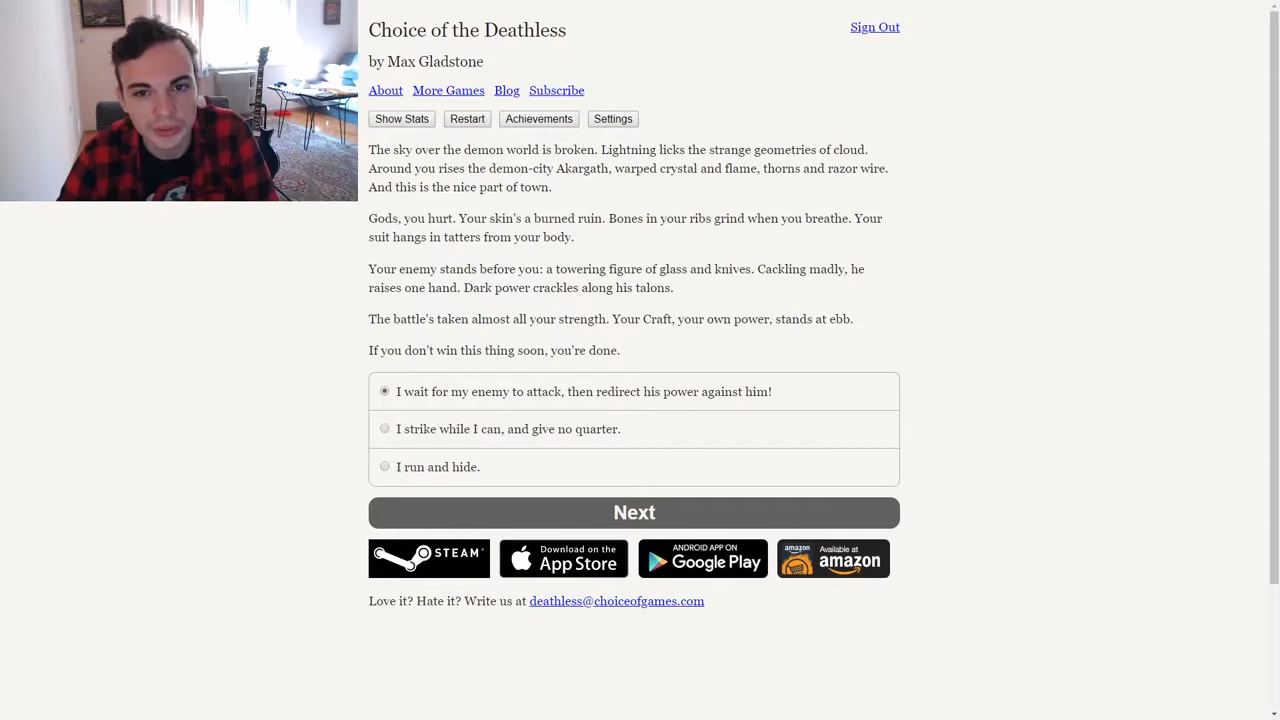 Choice of the Deathless
Sign Out
by Max Gladstone
About More Games Blog Subscribe
Show Stats Restart Achievements Settings
The sky over the demon world is broken. Lightning licks the strange geometries of cloud.
Around you rises the demon-city Akargath, warped crystal and flame, thorns and razor wire.
And this is the nice part of town.
Gods, you hurt. Your skin's a burned ruin. Bones in your ribs grind when you breathe. Your
suit hangs in tatters from your body.
Your enemy stands before you: a towering figure of glass and knives. Cackling madly, he
raises one hand. Dark power crackles along his talons.
The battle's taken almost all your strength. Your Craft, your own power, stands at ebb.
If you don't win this thing soon, you're done.
I wait for my enemy to attack, then redirect his power against him!
I strike while I can, and give no quarter.
I run and hide.
Next
STEAM
Download on the
App Store
ANDROID APP ON
Google Play
amazon
Available at
amazon
Love it? Hate it? Write us at deathless@choiceofgames.com